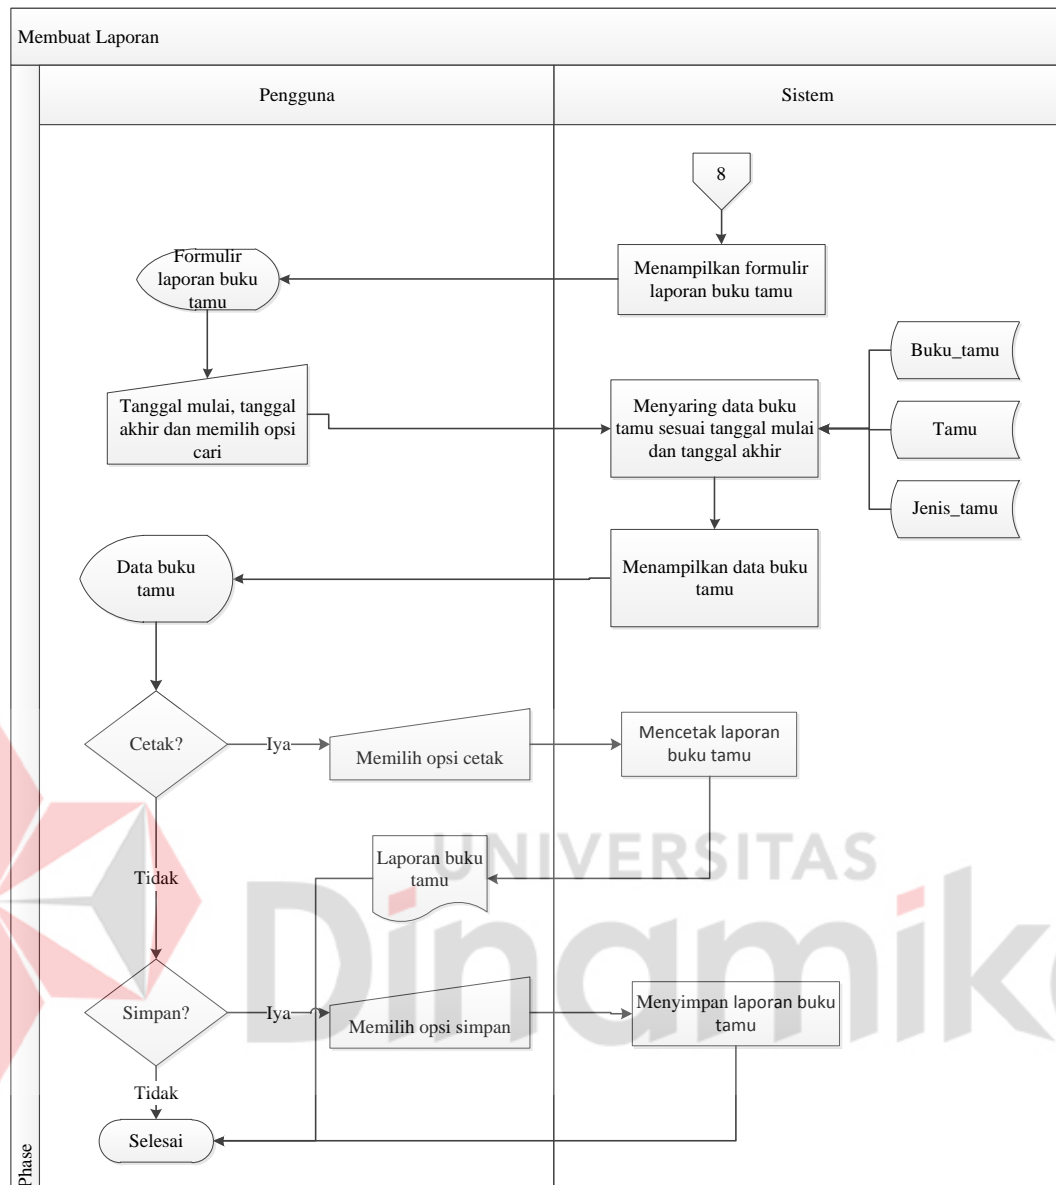 Membuat Laporan
Pengguna
Sistem
8
Formulir
laporan buku
tamu
Menampilkan formulir
laporan buku tamu
Buku_tamu
Tanggal mulai, tanggal
akhir dan memilih opsi
cari
Menyaring data buku
tamu sesuai tanggal mulai
dan tanggal akhir
Tamu
Jenis_tamu
Data buku
tamu
Menampilkan data buku
tamu
Cetak?
Iya
Memilih opsi cetak
Mencetak laporan
buku tamu
Tidak
Laporan buku
tamu
UNIVERSITAS
Dinamika
Simpan?
Iya
Memilih opsi simpan
Menyimpan laporan buku
tamu
Tidak
Selesai
Phase